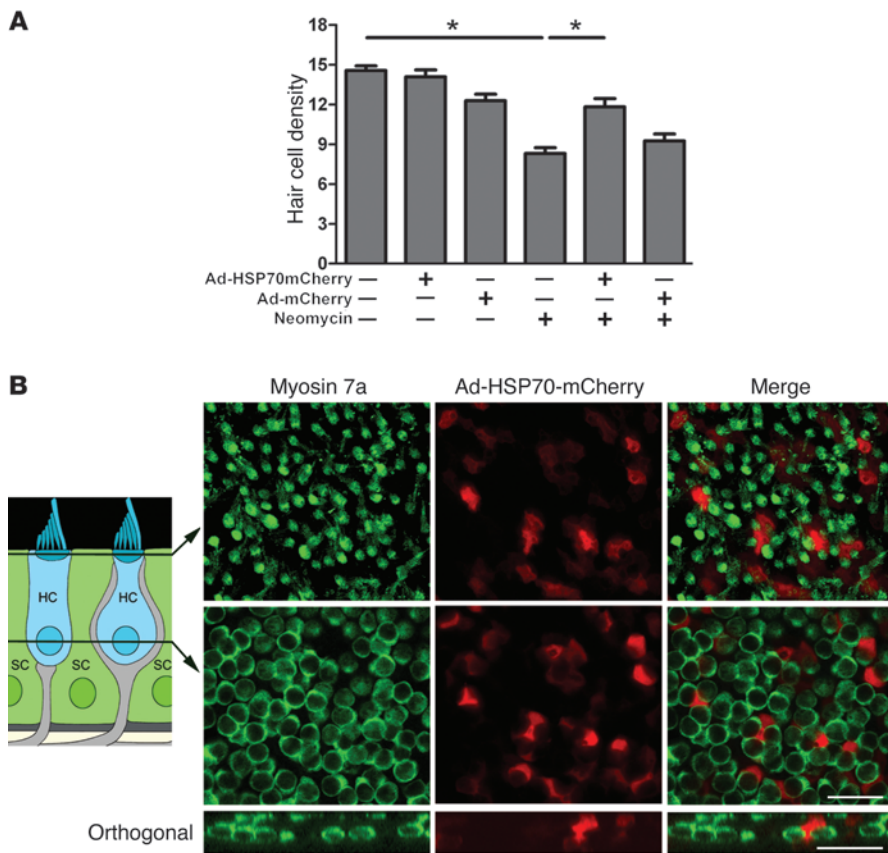 A
* *
18
15
12
9
6
3
0
Hair cell density
Ad-HSP70mCherry — + — — + —
Ad-mCherry — — + — — +
Neomycin — — — + + +
B
Myosin 7a Ad-HSP70-mCherry Merge
HC HC
SC SC SC
Orthogonal